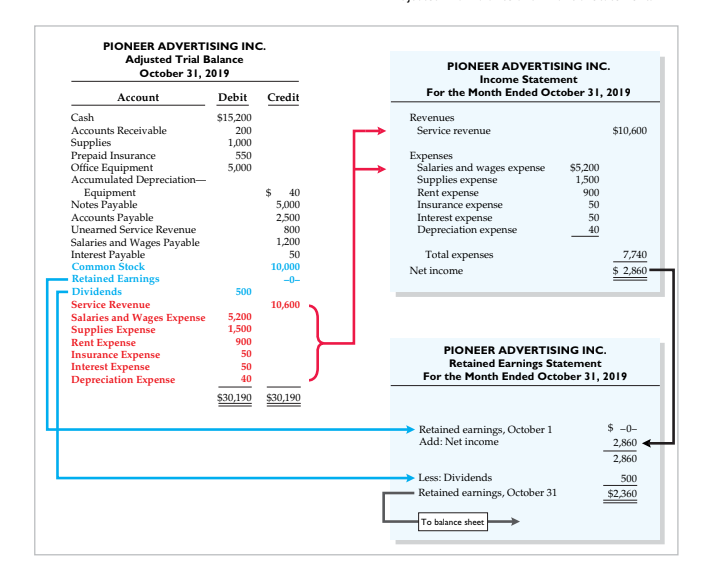 PIONEER ADVERTISING INC.
Adjusted Trial Balance
October 31, 2019
Account Debit Credit
Cash $15,200
Accounts Receivable 200
Supplies 1,000
Prepaid Insurance 550
Office Equipment 5,000
Accumulated Depreciation—
Equipment $ 40
Notes Payable 5,000
Accounts Payable 2,500
Unearned Service Revenue 800
Salaries and Wages Payable 1,200
Interest Payable 50
Common Stock 10,000
Retained Earnings –0–
Dividends 500
Service Revenue 10,600
Salaries and Wages Expense 5,200
Supplies Expense 1,500
Rent Expense 900
Insurance Expense 50
Interest Expense 50
Depreciation Expense 40
$30,190 $30,190
PIONEER ADVERTISING INC.
Income Statement
For the Month Ended October 31, 2019
Revenues
Service revenue $10,600
Expenses
Salaries and wages expense $5,200
Supplies expense 1,500
Rent expense 900
Insurance expense 50
Interest expense 50
Depreciation expense 40
Total expenses 7,740
Net income $ 2,860
PIONEER ADVERTISING INC.
Retained Earnings Statement
For the Month Ended October 31, 2019
Retained earnings, October 1 $ –0–
Add: Net income 2,860
2,860
Less: Dividends 500
Retained earnings, October 31 $2,360
To balance sheet